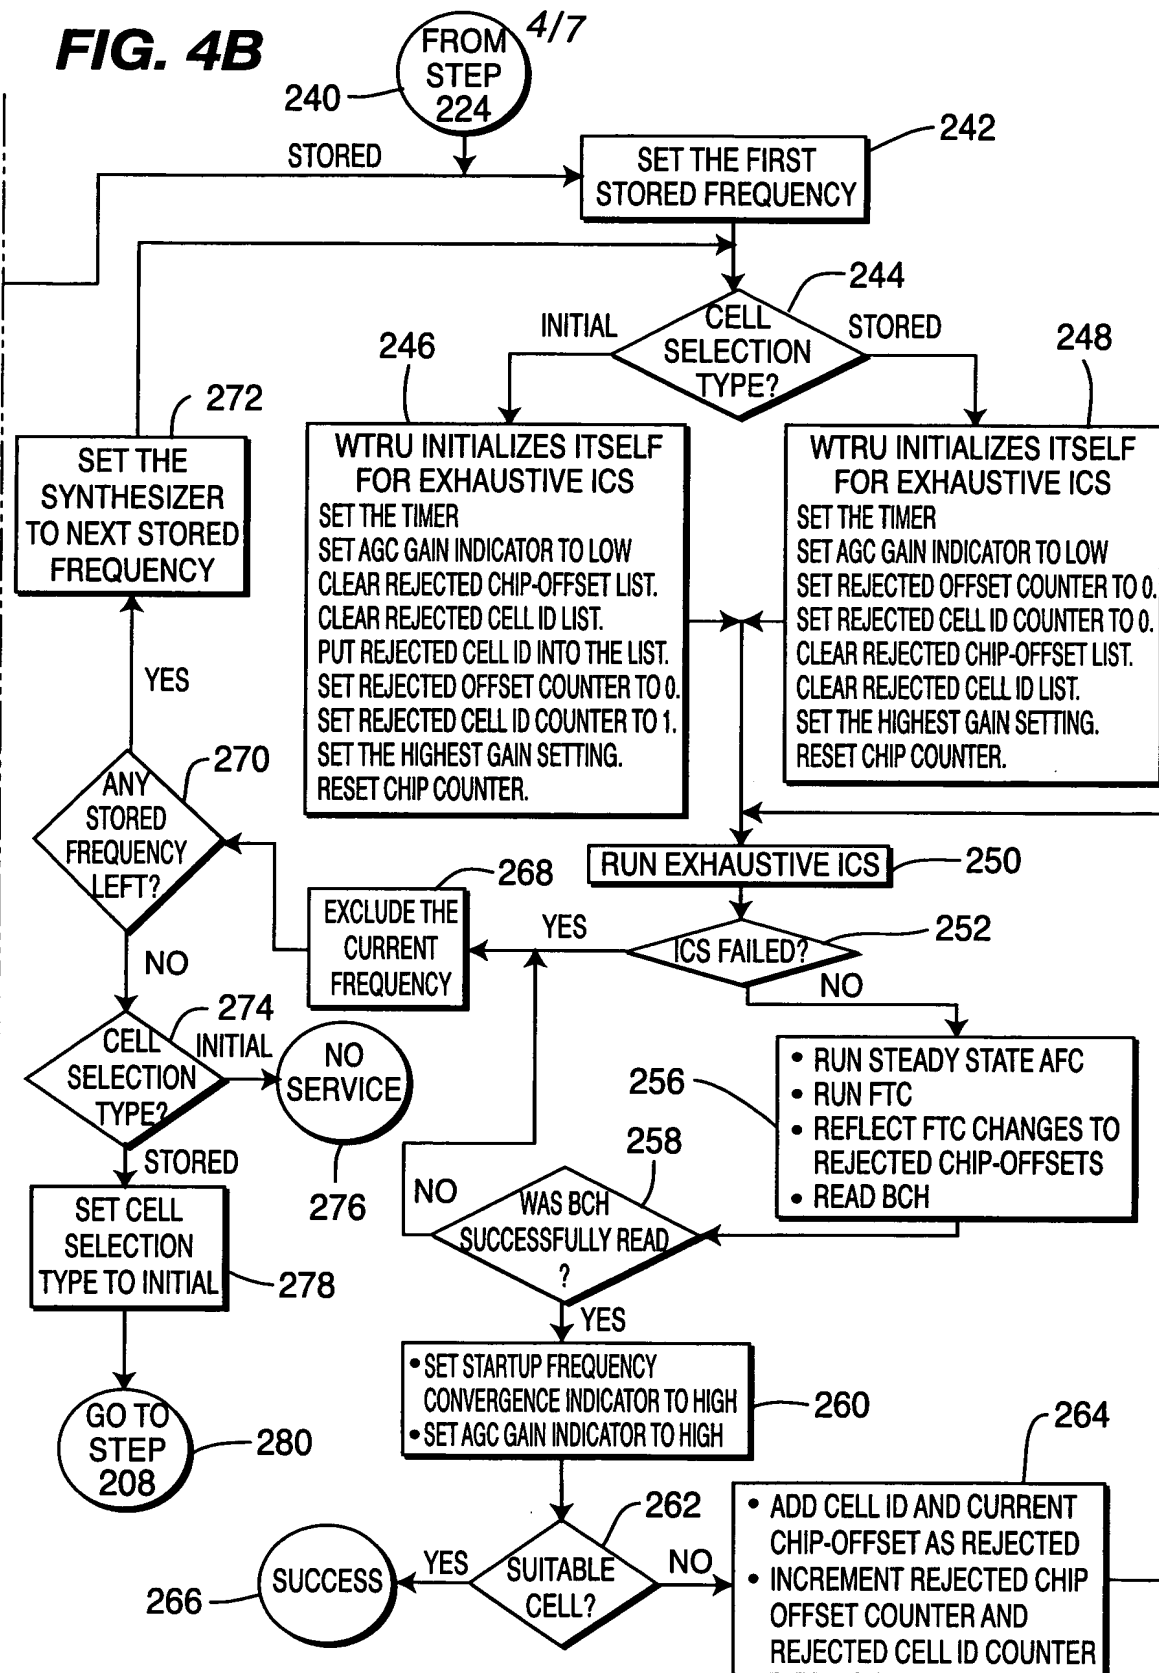 FIG. 4B
4/7
FROM
STEP
224
240
STORED
SET THE FIRST
STORED FREQUENCY
242
CELL
SELECTION
TYPE?
244
INITIAL
STORED
246
WTRU INITIALIZES ITSELF
FOR EXHAUSTIVE ICS
SET THE TIMER
SET AGC GAIN INDICATOR TO LOW
CLEAR REJECTED CHIP-OFFSET LIST.
CLEAR REJECTED CELL ID LIST.
PUT REJECTED CELL ID INTO THE LIST.
SET REJECTED OFFSET COUNTER TO 0.
SET REJECTED CELL ID COUNTER TO 1.
SET THE HIGHEST GAIN SETTING.
RESET CHIP COUNTER.
248
WTRU INITIALIZES ITSELF
FOR EXHAUSTIVE ICS
SET THE TIMER
SET AGC GAIN INDICATOR TO LOW
SET REJECTED OFFSET COUNTER TO 0.
SET REJECTED CELL ID COUNTER TO 0.
CLEAR REJECTED CHIP-OFFSET LIST.
CLEAR REJECTED CELL ID LIST.
SET THE HIGHEST GAIN SETTING.
RESET CHIP COUNTER.
272
SET THE
SYNTHESIZER
TO NEXT STORED
FREQUENCY
YES
270
ANY
STORED
FREQUENCY
LEFT?
NO
RUN EXHAUSTIVE ICS
250
268
EXCLUDE THE
CURRENT
FREQUENCY
YES
ICS FAILED?
252
NO
274
CELL
SELECTION
TYPE?
INITIAL
NO
SERVICE
276
STORED
SET CELL
SELECTION
TYPE TO INITIAL
278
GO TO
STEP
208
280
256
• RUN STEADY STATE AFC
• RUN FTC
• REFLECT FTC CHANGES TO
REJECTED CHIP-OFFSETS
• READ BCH
258
NO
WAS BCH
SUCCESSFULLY READ
?
YES
• SET STARTUP FREQUENCY
CONVERGENCE INDICATOR TO HIGH
• SET AGC GAIN INDICATOR TO HIGH
260
262
SUITABLE
CELL?
YES
SUCCESS
266
NO
264
• ADD CELL ID AND CURRENT
CHIP-OFFSET AS REJECTED
• INCREMENT REJECTED CHIP
OFFSET COUNTER AND
REJECTED CELL ID COUNTER